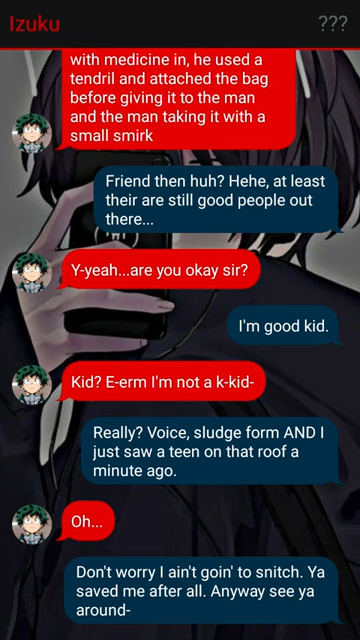 Izuku
???
with medicine in, he used a
tendril and attached the bag
before giving it to the man
and the man taking it with a
small smirk
Friend then huh? Hehe, at least
their are still good people out
there...
Y-yeah...are you okay sir?
I'm good kid.
Kid? E-erm I'm not a k-kid-
Really? Voice, sludge form AND I
just saw a teen on that roof a
minute ago.
Oh...
Don't worry I ain't goin' to snitch. Ya
saved me after all. Anyway see ya
around-